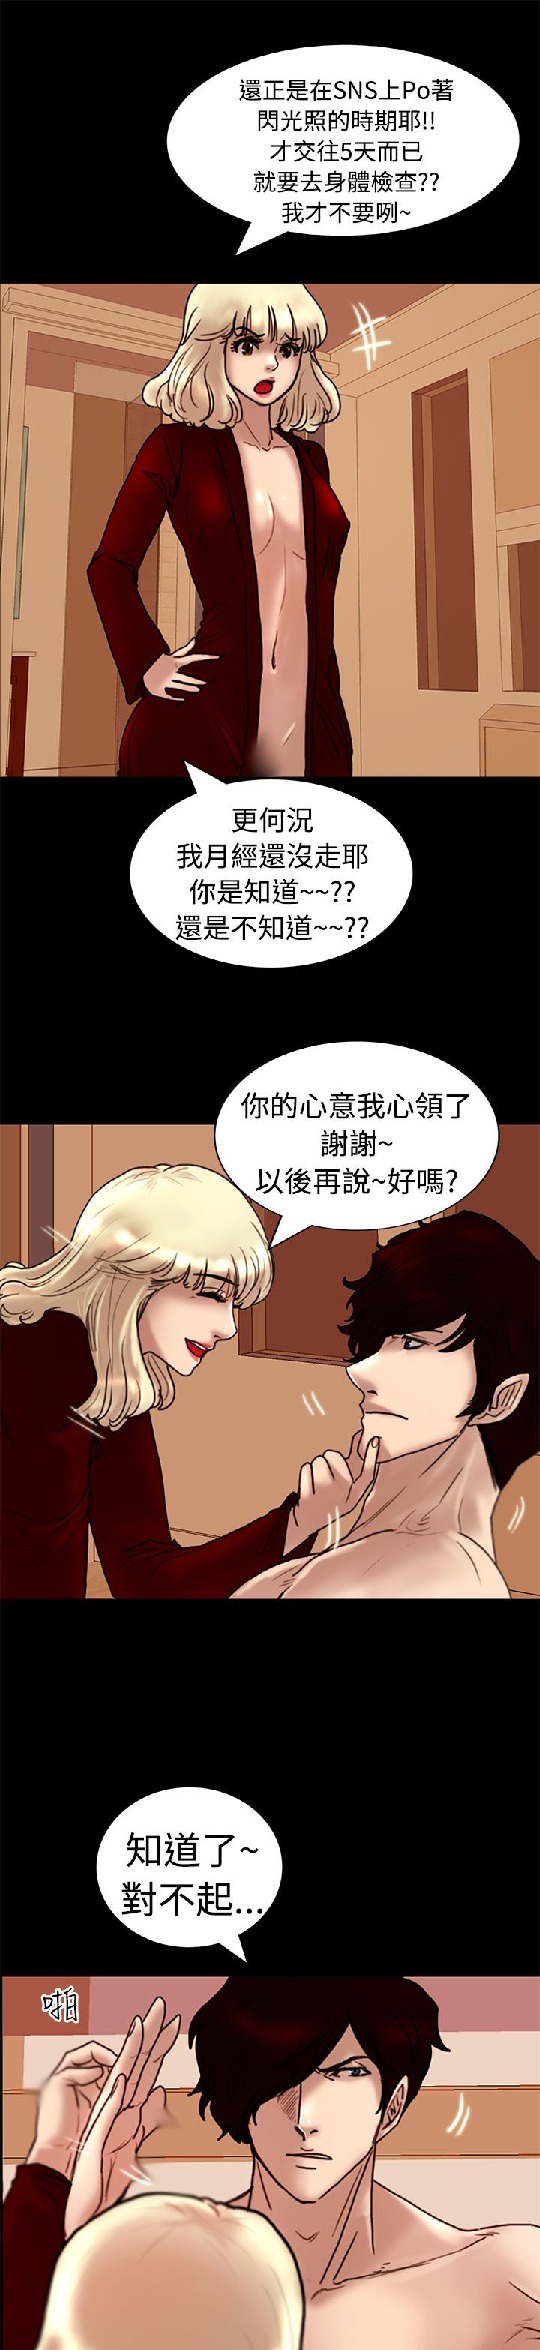 還正是在SNS上Po著
閃光照的時期耶!!
才交往5天而已
就要去身體檢查??
我才不要咧~
更何況
我月經還沒走耶
你是知道~~??
還是不知道~~??
你的心意我心領了
謝謝~
以後再說~好嗎?
知道了~
對不起...
啪